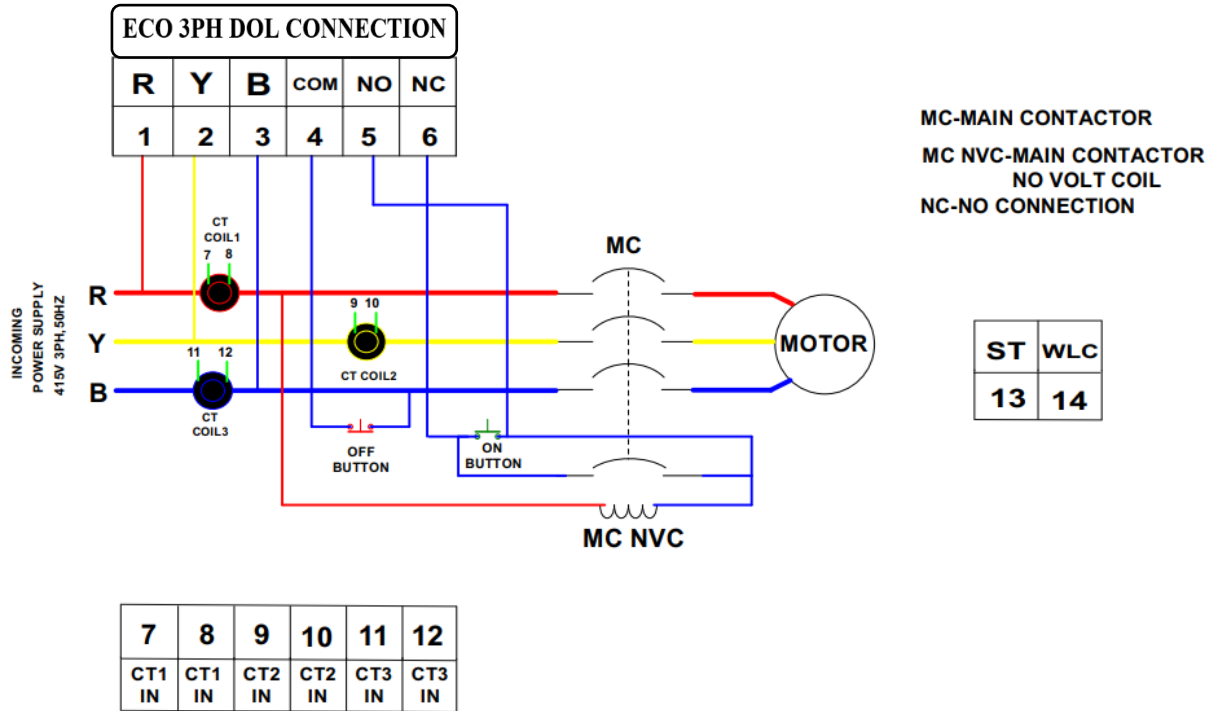 ECO 3PH DOL CONNECTION
R Y B COM NO NC
1 2 3 4 5 6
MC-MAIN CONTACTOR
MC NVC-MAIN CONTACTOR
NO VOLT COIL
NC-NO CONNECTION
CT
COIL1
7 8
MC
INCOMING
POWER SUPPLY
415V 3PH,50HZ
R
9 10
Y
MOTOR
11 12
CT COIL2
B
CT
COIL3
ST WLC
13 14
OFF
BUTTON
ON
BUTTON
MC NVC
7 8 9 10 11 12
CT1 CT1 CT2 CT2 CT3 CT3
IN IN IN IN IN IN